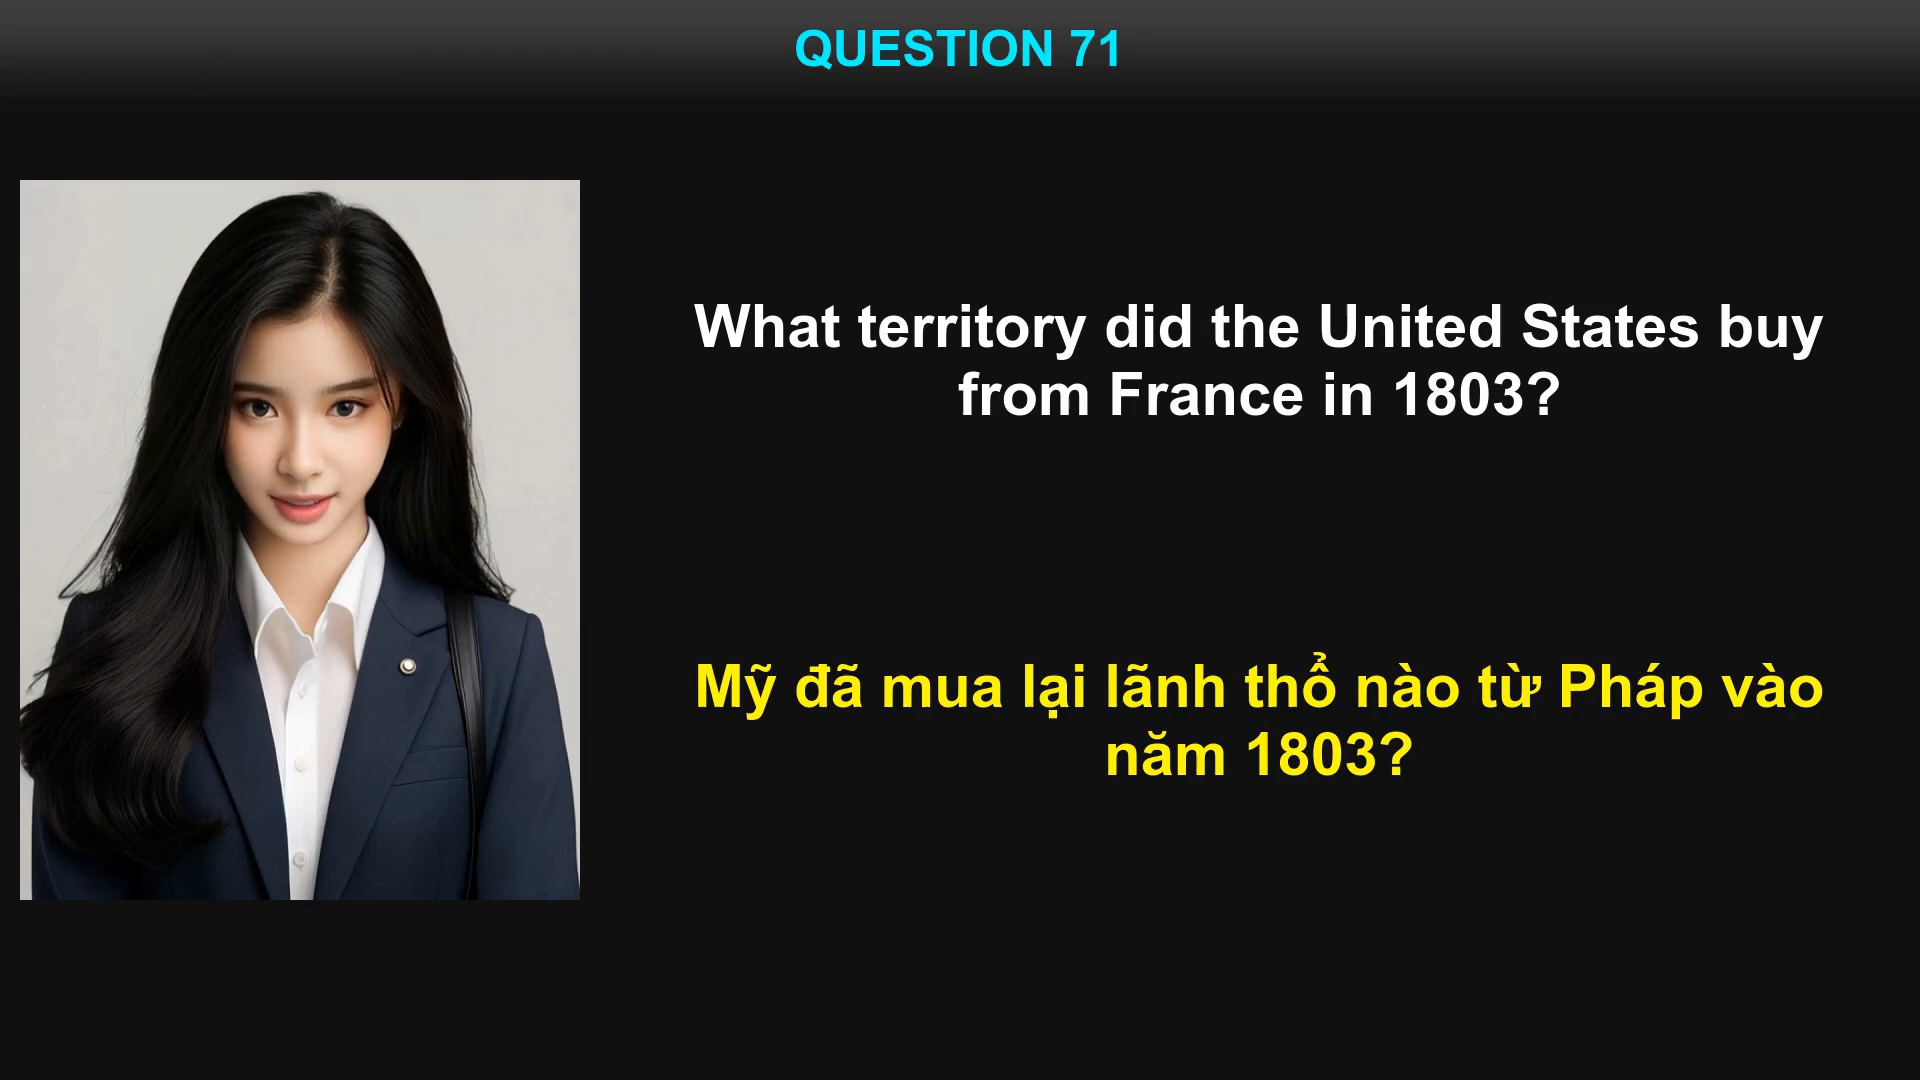 QUESTION 71
What territory did the United States buy
from France in 1803?
Mỹ đã mua lại lãnh thổ nào từ Pháp vào
năm 1803?